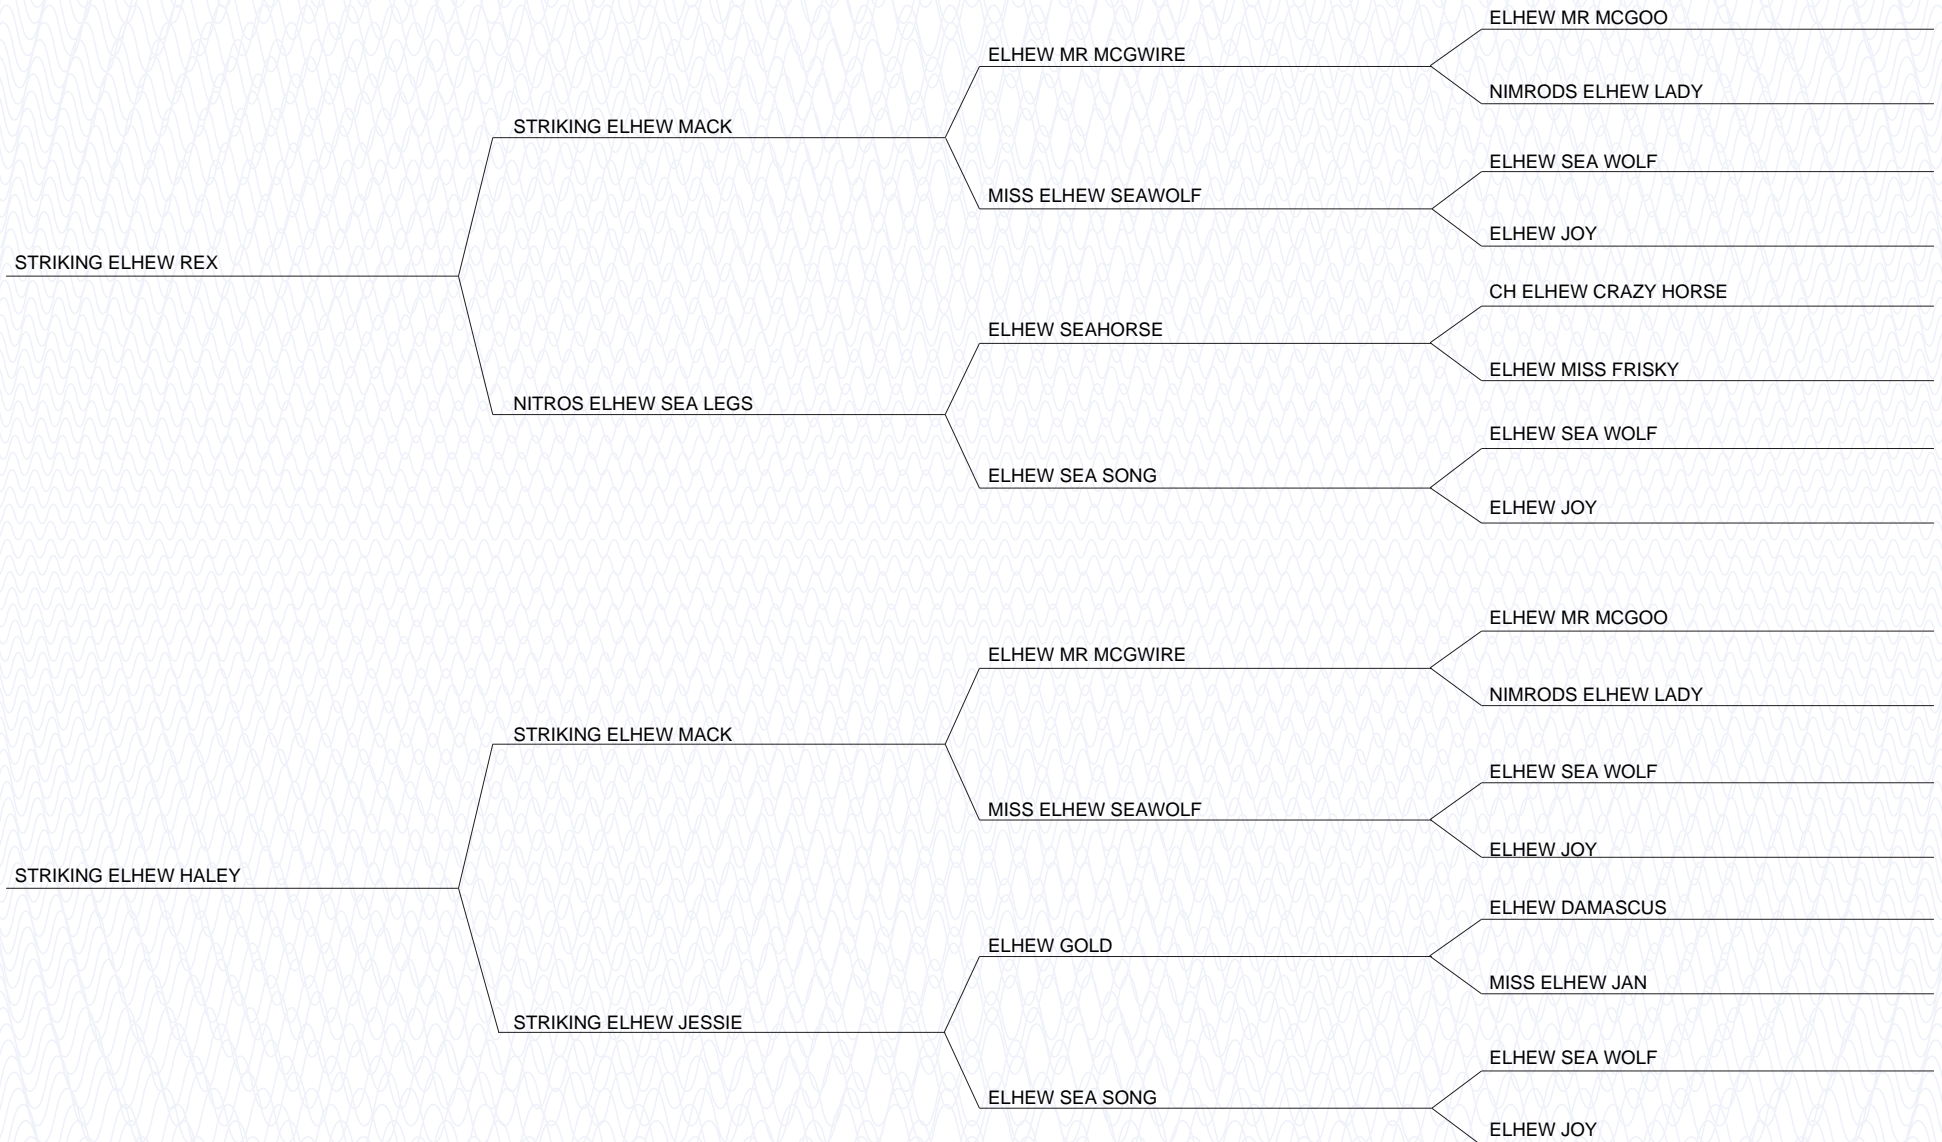 ELHEW MR MCGOO
ELHEW MR MCGWIRE
NIMRODS ELHEW LADY
STRIKING ELHEW MACK
ELHEW SEA WOLF
MISS ELHEW SEAWOLF
ELHEW JOY
STRIKING ELHEW REX
CH ELHEW CRAZY HORSE
ELHEW SEAHORSE
ELHEW MISS FRISKY
NITROS ELHEW SEA LEGS
ELHEW SEA WOLF
ELHEW SEA SONG
ELHEW JOY
ELHEW MR MCGOO
ELHEW MR MCGWIRE
NIMRODS ELHEW LADY
STRIKING ELHEW MACK
ELHEW SEA WOLF
MISS ELHEW SEAWOLF
ELHEW JOY
STRIKING ELHEW HALEY
ELHEW DAMASCUS
ELHEW GOLD
MISS ELHEW JAN
STRIKING ELHEW JESSIE
ELHEW SEA WOLF
ELHEW SEA SONG
ELHEW JOY